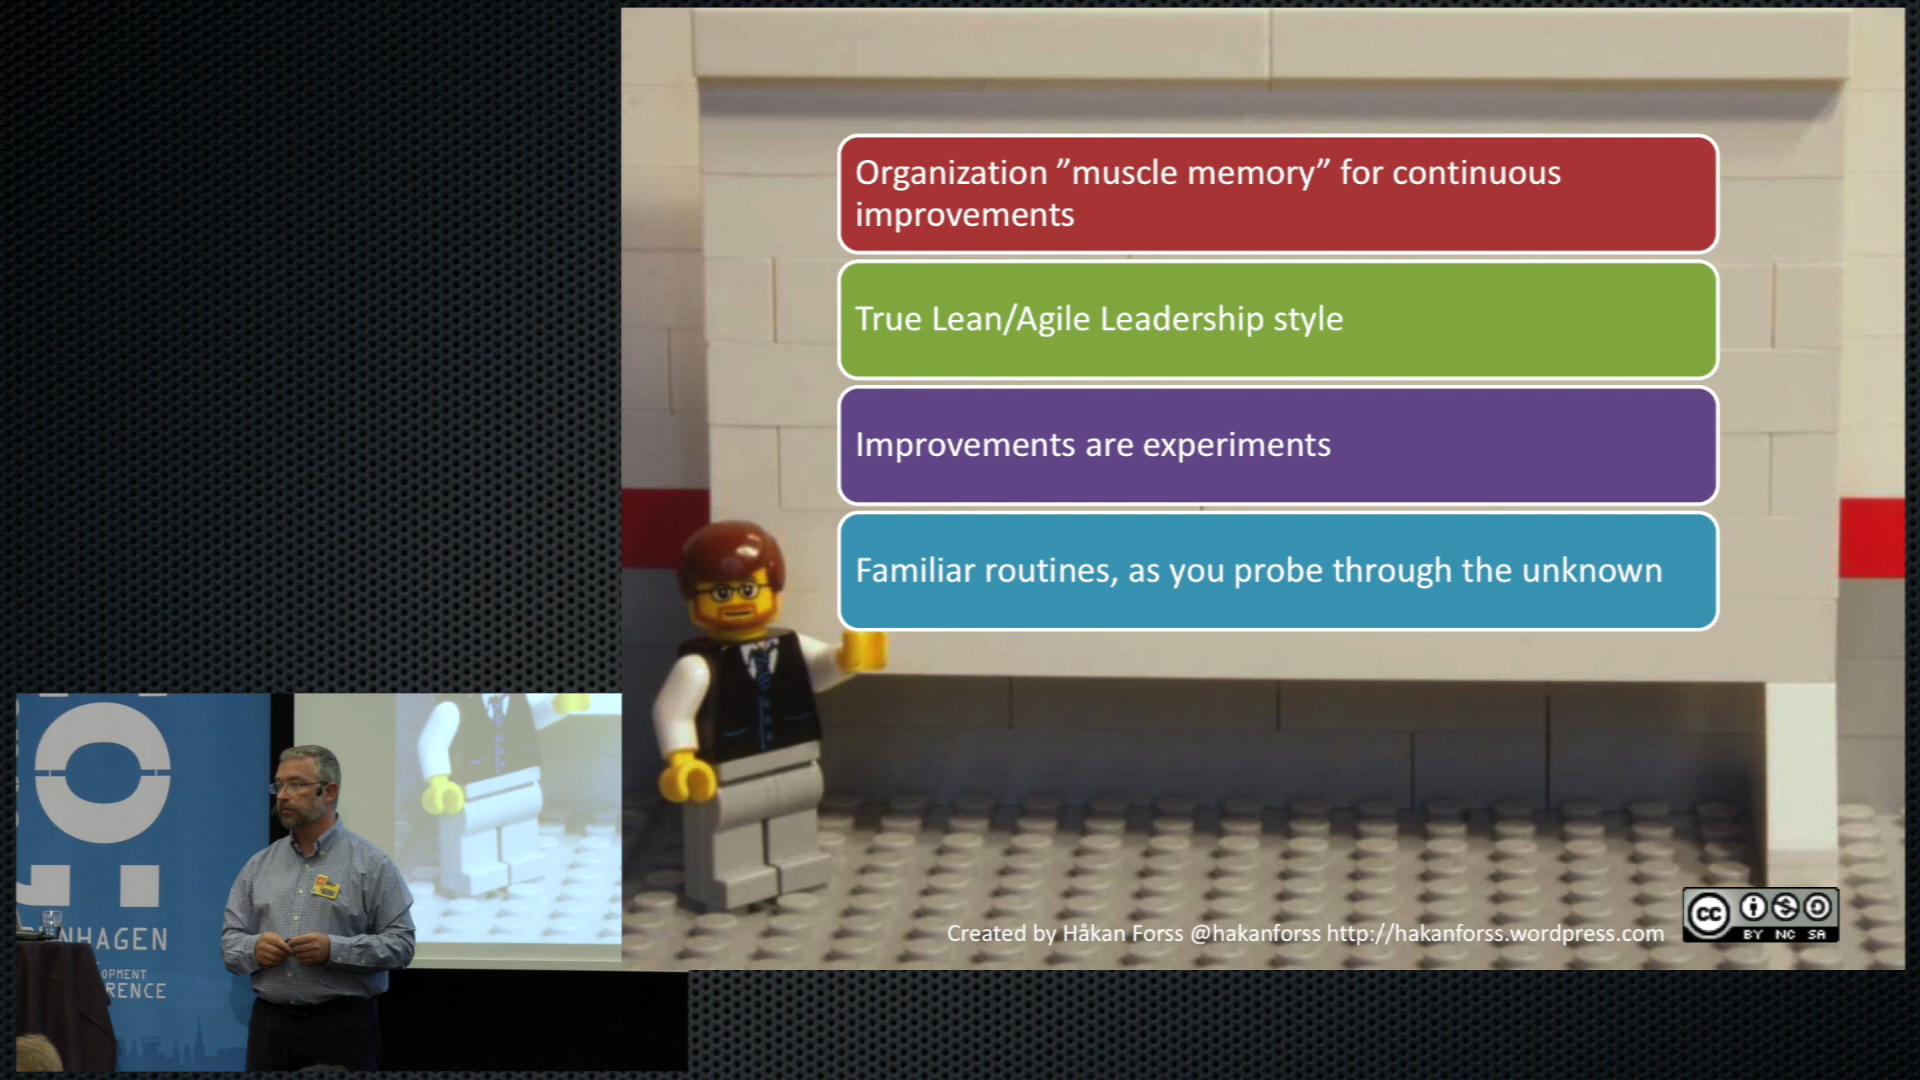 Organization ”muscle memory” for continuous
improvements
True Lean/Agile Leadership style
Improvements are experiments
Familiar routines, as you probe through the unknown
Created by Håkan Forss @hakanforss http://hakanforss.wordpress.com
CC
BY NC SA
NHAGEN
OPMENT
RENCE